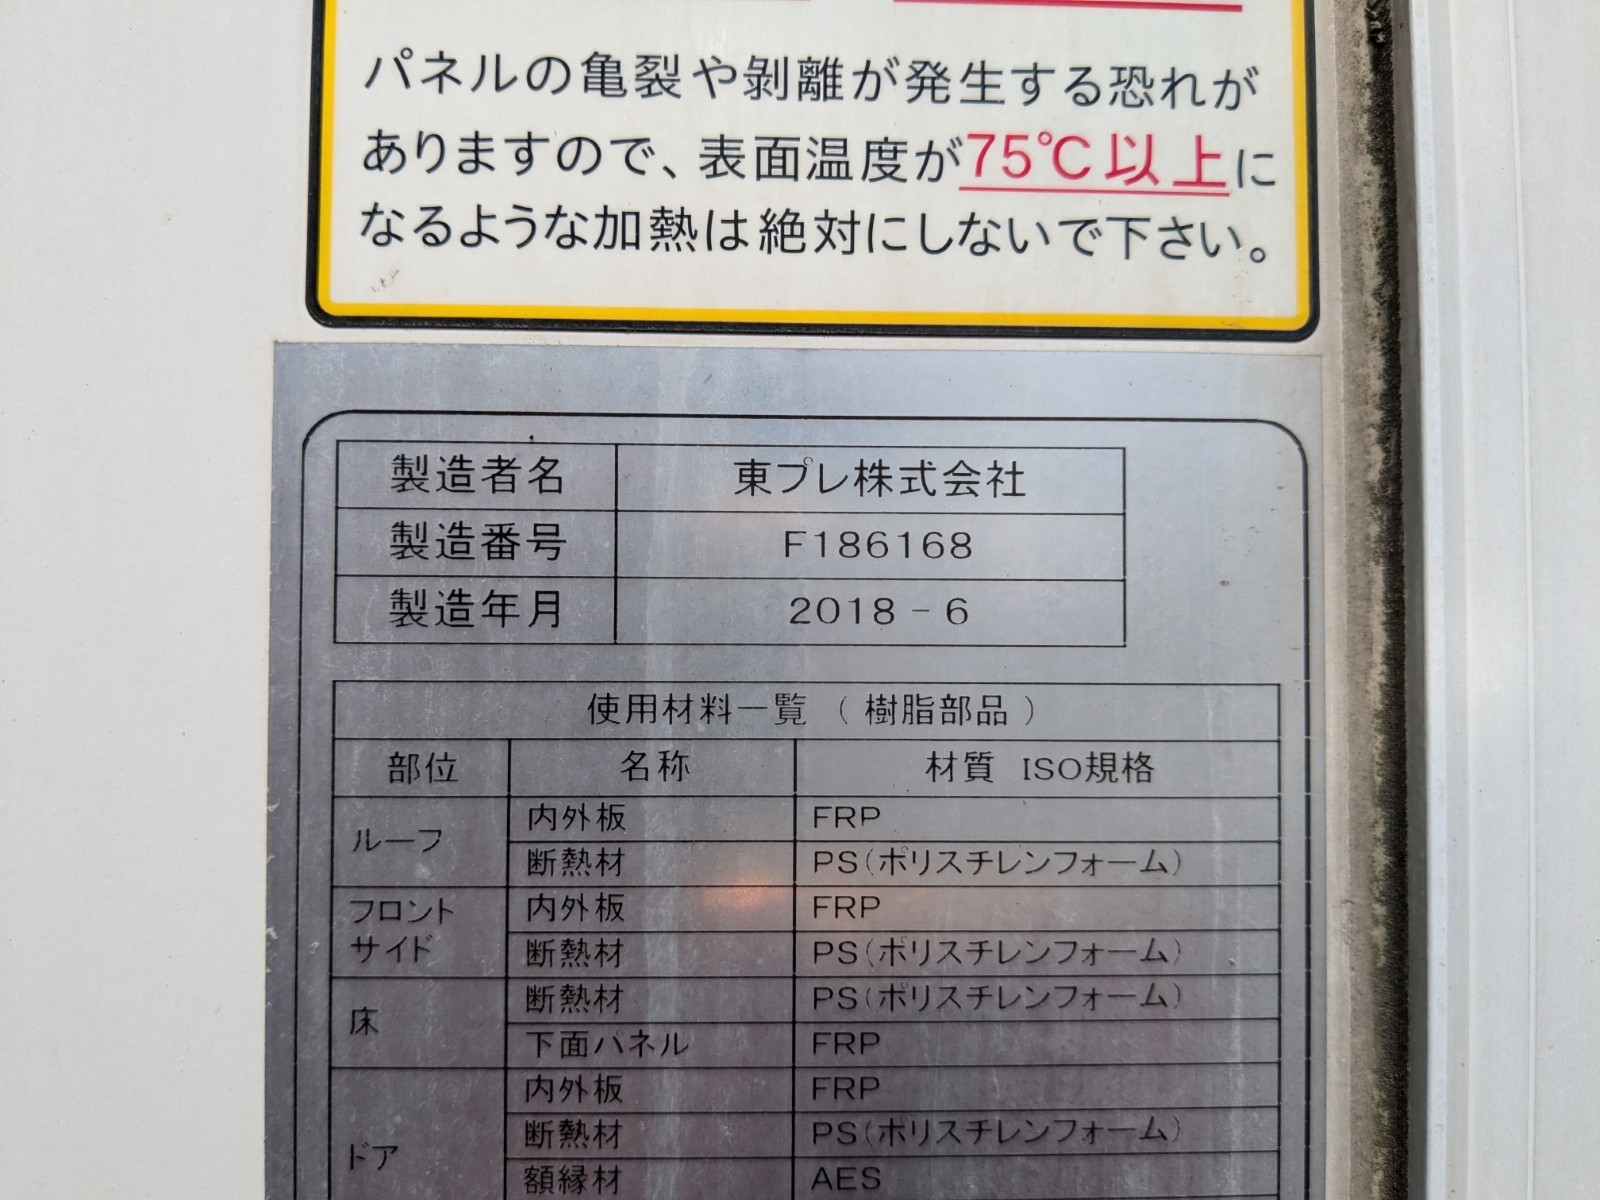 パネルの亀裂や剝離が発生する恐れが
ありますので、表面温度が75℃以上に
なるような加熱は絶対にしないで下さい。
製造者名 東プレ株式会社
製造番号 F186168
製造年月 2018-6
使用材料一覧 (樹脂部品)
部位 名称 材質 ISO規格
ルーフ 内外板 FRP
断熱材 PS(ポリスチレンフォーム)
フロント
サイド 内外板 FRP
断熱材 PS(ポリスチレンフォーム)
床 断熱材 PS(ポリスチレンフォーム)
下面パネル FRP
ドア 内外板 FRP
断熱材 PS(ポリスチレンフォーム)
額縁材 AES